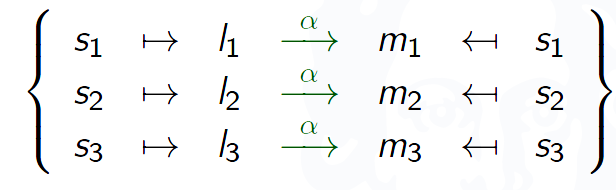 s₁ ↦ l₁ —α→ m₁ ↤ s₁
s₂ ↦ l₂ —α→ m₂ ↤ s₂
s₃ ↦ l₃ —α→ m₃ ↤ s₃